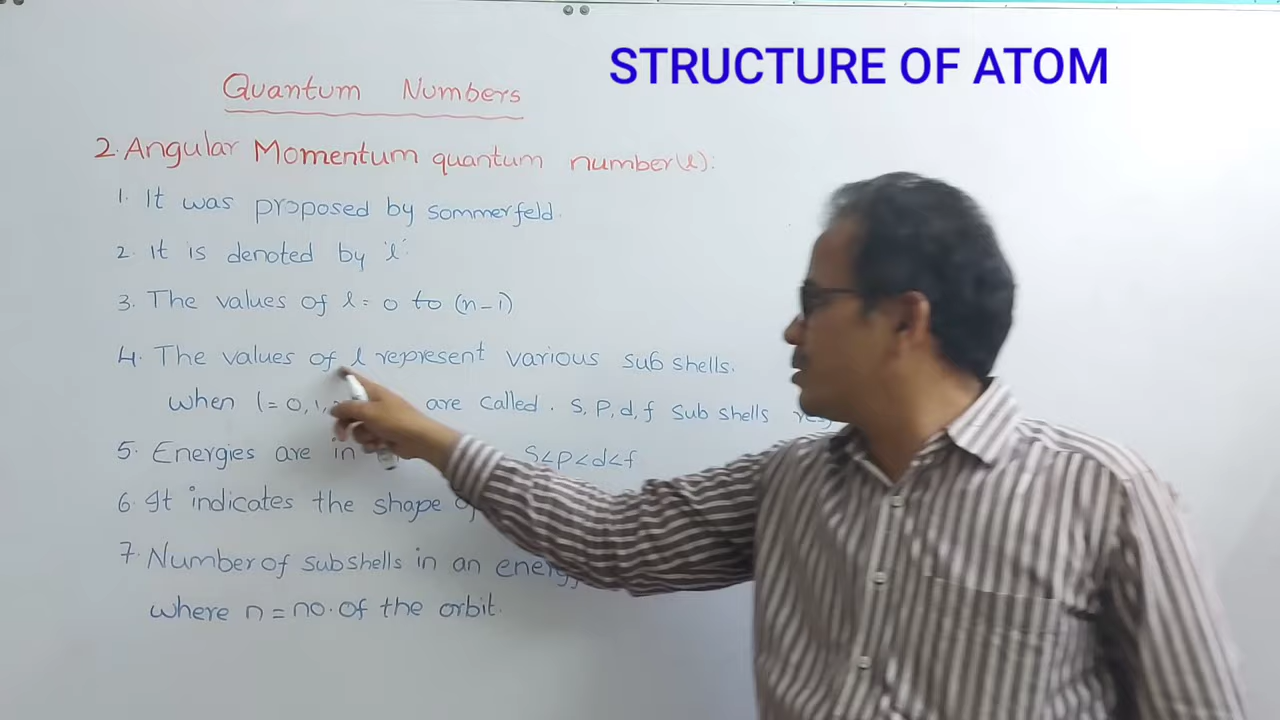 STRUCTURE OF ATOM
Quantum Numbers
2. Angular Momentum quantum number(l):
1. It was proposed by Sommerfeld.
2. It is denoted by 'l'
3. The values of l = 0 to (n-1)
4. The values of l represent various sub shells.
when l = 0, 1, are called. s, p, d, f sub shells
5. Energies are in s<p<d<f
6. It indicates the shape
7. Number of subshells in an energy
where n = no. of the orbit.